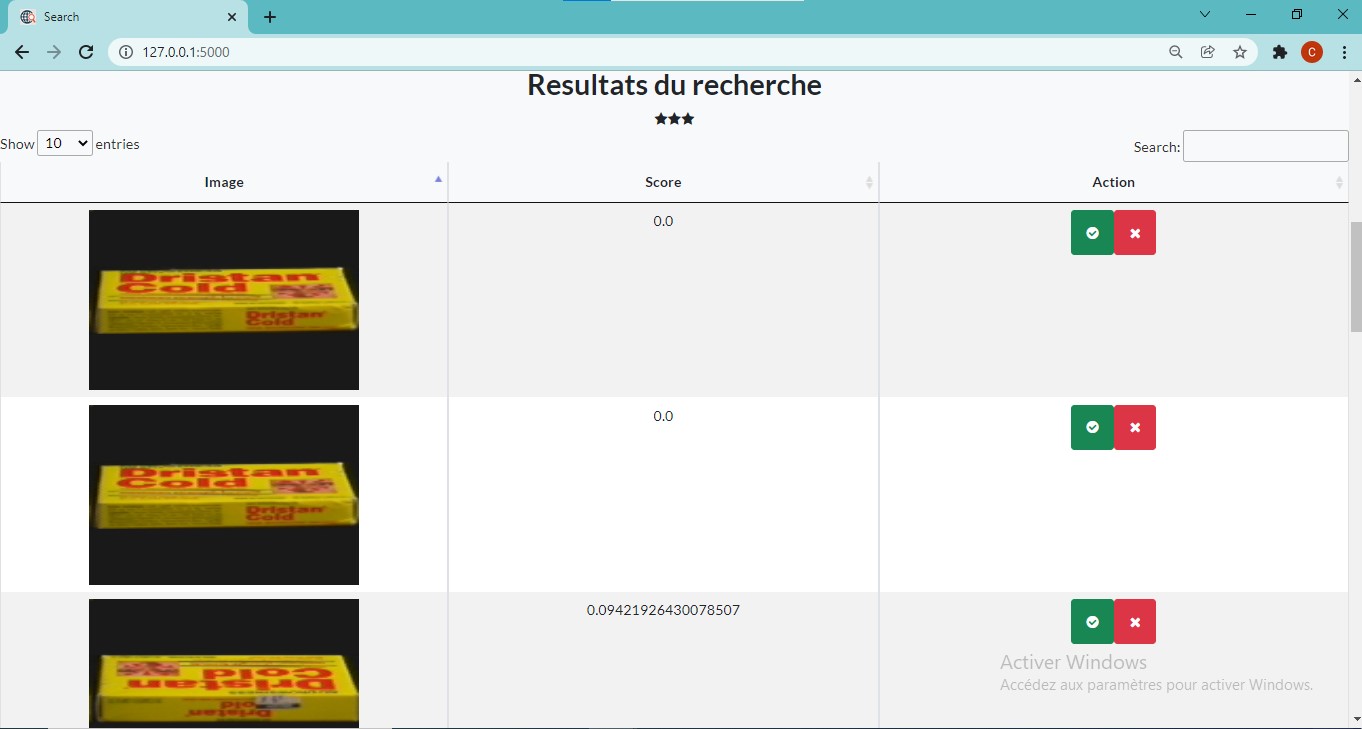 Search
127.0.0.1:5000
C
Resultats du recherche
Show 10 entries
Search:
Image Score Action
Dristan
Cold
Dristan
Cold
0.0
Dristan
Cold
Dristan
Cold
0.0
0.09421926430078507
Cold
Dristan
Cold
Dristan
Activer Windows
Accédez aux paramètres pour activer Windows.